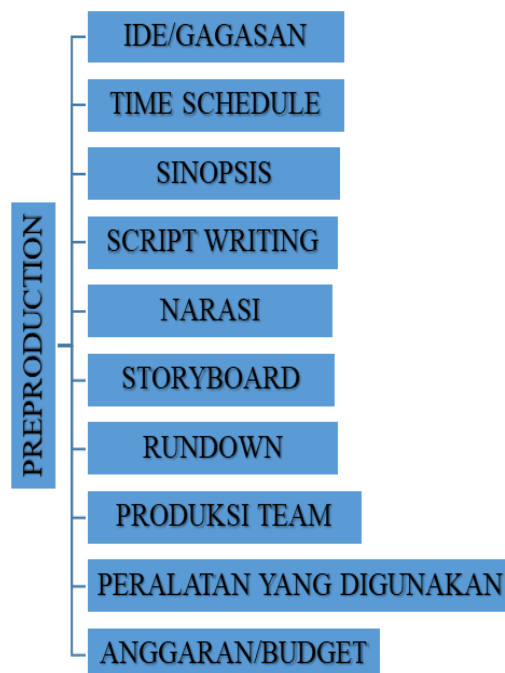 PREPRODUCTION
IDE/GAGASAN
TIME SCHEDULE
SINOPSIS
SCRIPT WRITING
NARASI
STORYBOARD
RUNDOWN
PRODUKSI TEAM
PERALATAN YANG DIGUNAKAN
ANGGARAN/BUDGET